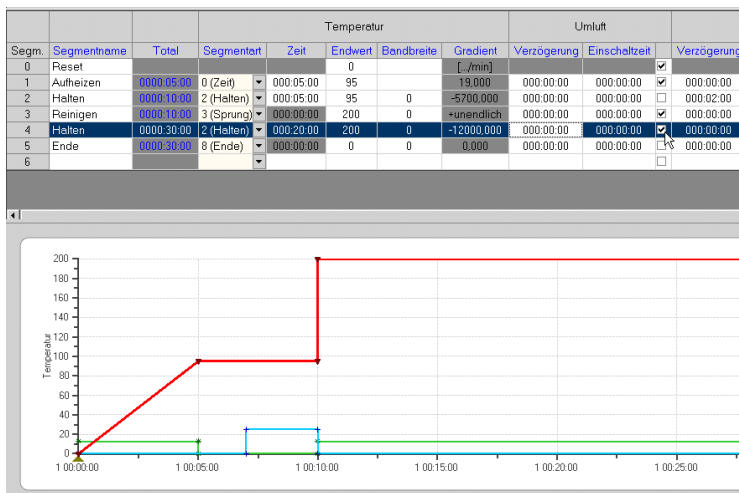 Temperatur Umluft
Segm. Segmentname Total Segmentart Zeit Endwert Bandbreite Gradient Verzögerung Einschaltzeit Verzögerung
0 Reset 0 [../min]
1 Aufheizen 0000:05:00 0 (Zeit) 000:05:00 95 19,000 000:00:00 000:00:00 000:00:00
2 Halten 0000:10:00 2 (Halten) 000:05:00 95 0 -5700,000 000:00:00 000:00:00 000:02:00
3 Reinigen 0000:10:00 3 (Sprung) 000:00:00 200 0 +unendlich 000:00:00 000:00:00 000:00:00
4 Halten 0000:30:00 2 (Halten) 000:20:00 200 0 -12000,000 000:00:00 000:00:00 000:00:00
5 Ende 0000:30:00 8 (Ende) 000:00:00 0 0 0,000 000:00:00 000:00:00 000:00:00
6
Temperatur
200
180
160
140
120
100
80
60
40
20
0
1 00:00:00 1 00:05:00 1 00:10:00 1 00:15:00 1 00:20:00 1 00:25:00